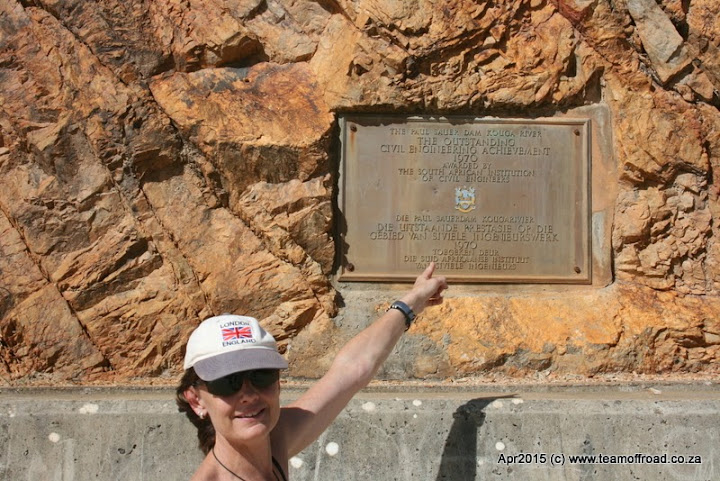 THE PAUL SAUER DAM KOUGA RIVER
THE OUTSTANDING
CIVIL ENGINEERING ACHIEVEMENT
1970
AWARDED BY
THE SOUTH AFRICAN INSTITUTION
OF CIVIL ENGINEERS
DIE PAUL SAUERDAM KOUGARIVIER
DIE UITSTAANDE PRESTASIE OP DIE
GEBIED VAN SIVIELE INGENIEURSWERK
1970
TOEGEKEN DEUR
DIE SUID AFRIKAANSE INSTITUUT
VAN SIVIELE INGENIEURS
LONDON
ENGLAND
Apr2015 (c) www.teamoffroad.co.za